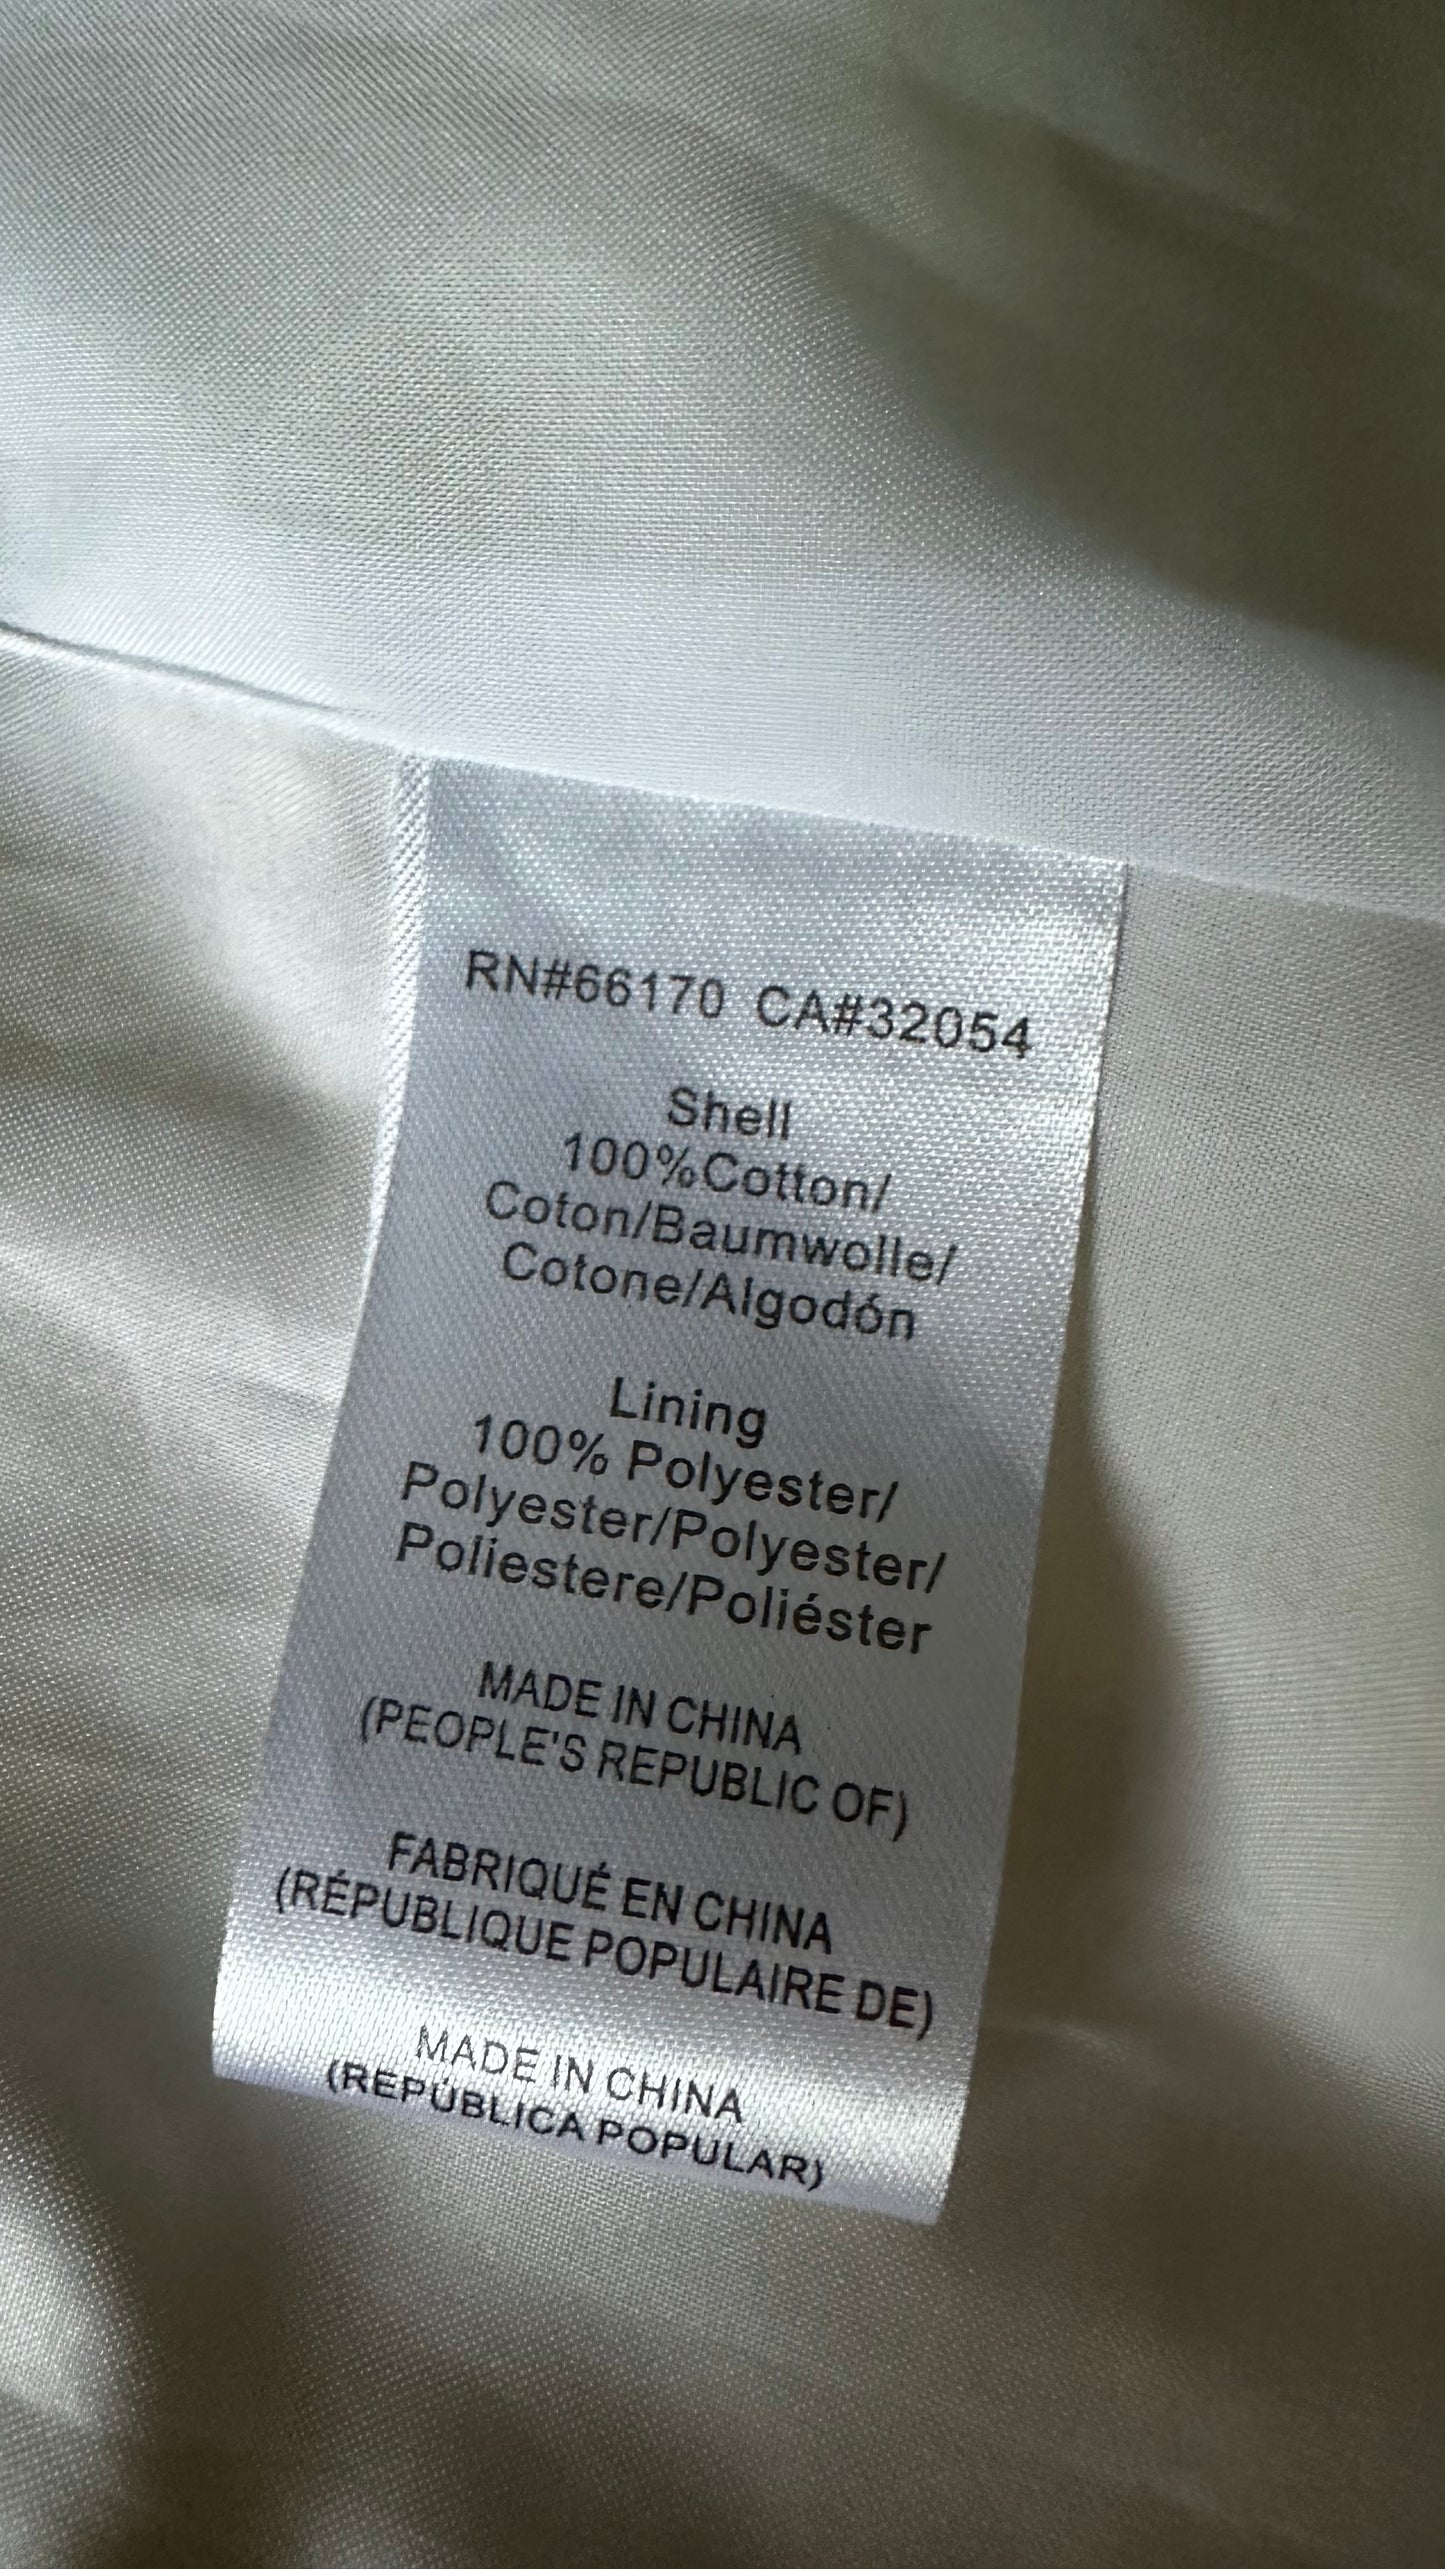 RN#66170 CA#32054
Shell
100%Cotton/
Coton/Baumwolle/
Cotone/Algodón
Lining
100% Polyester/
Polyester/Polyester/
Poliestere/Poliéster
MADE IN CHINA
(PEOPLE'S REPUBLIC OF)
FABRIQUÉ EN CHINA
(RÉPUBLIQUE POPULAIRE DE)
MADE IN CHINA
(REPÚBLICA POPULAR)